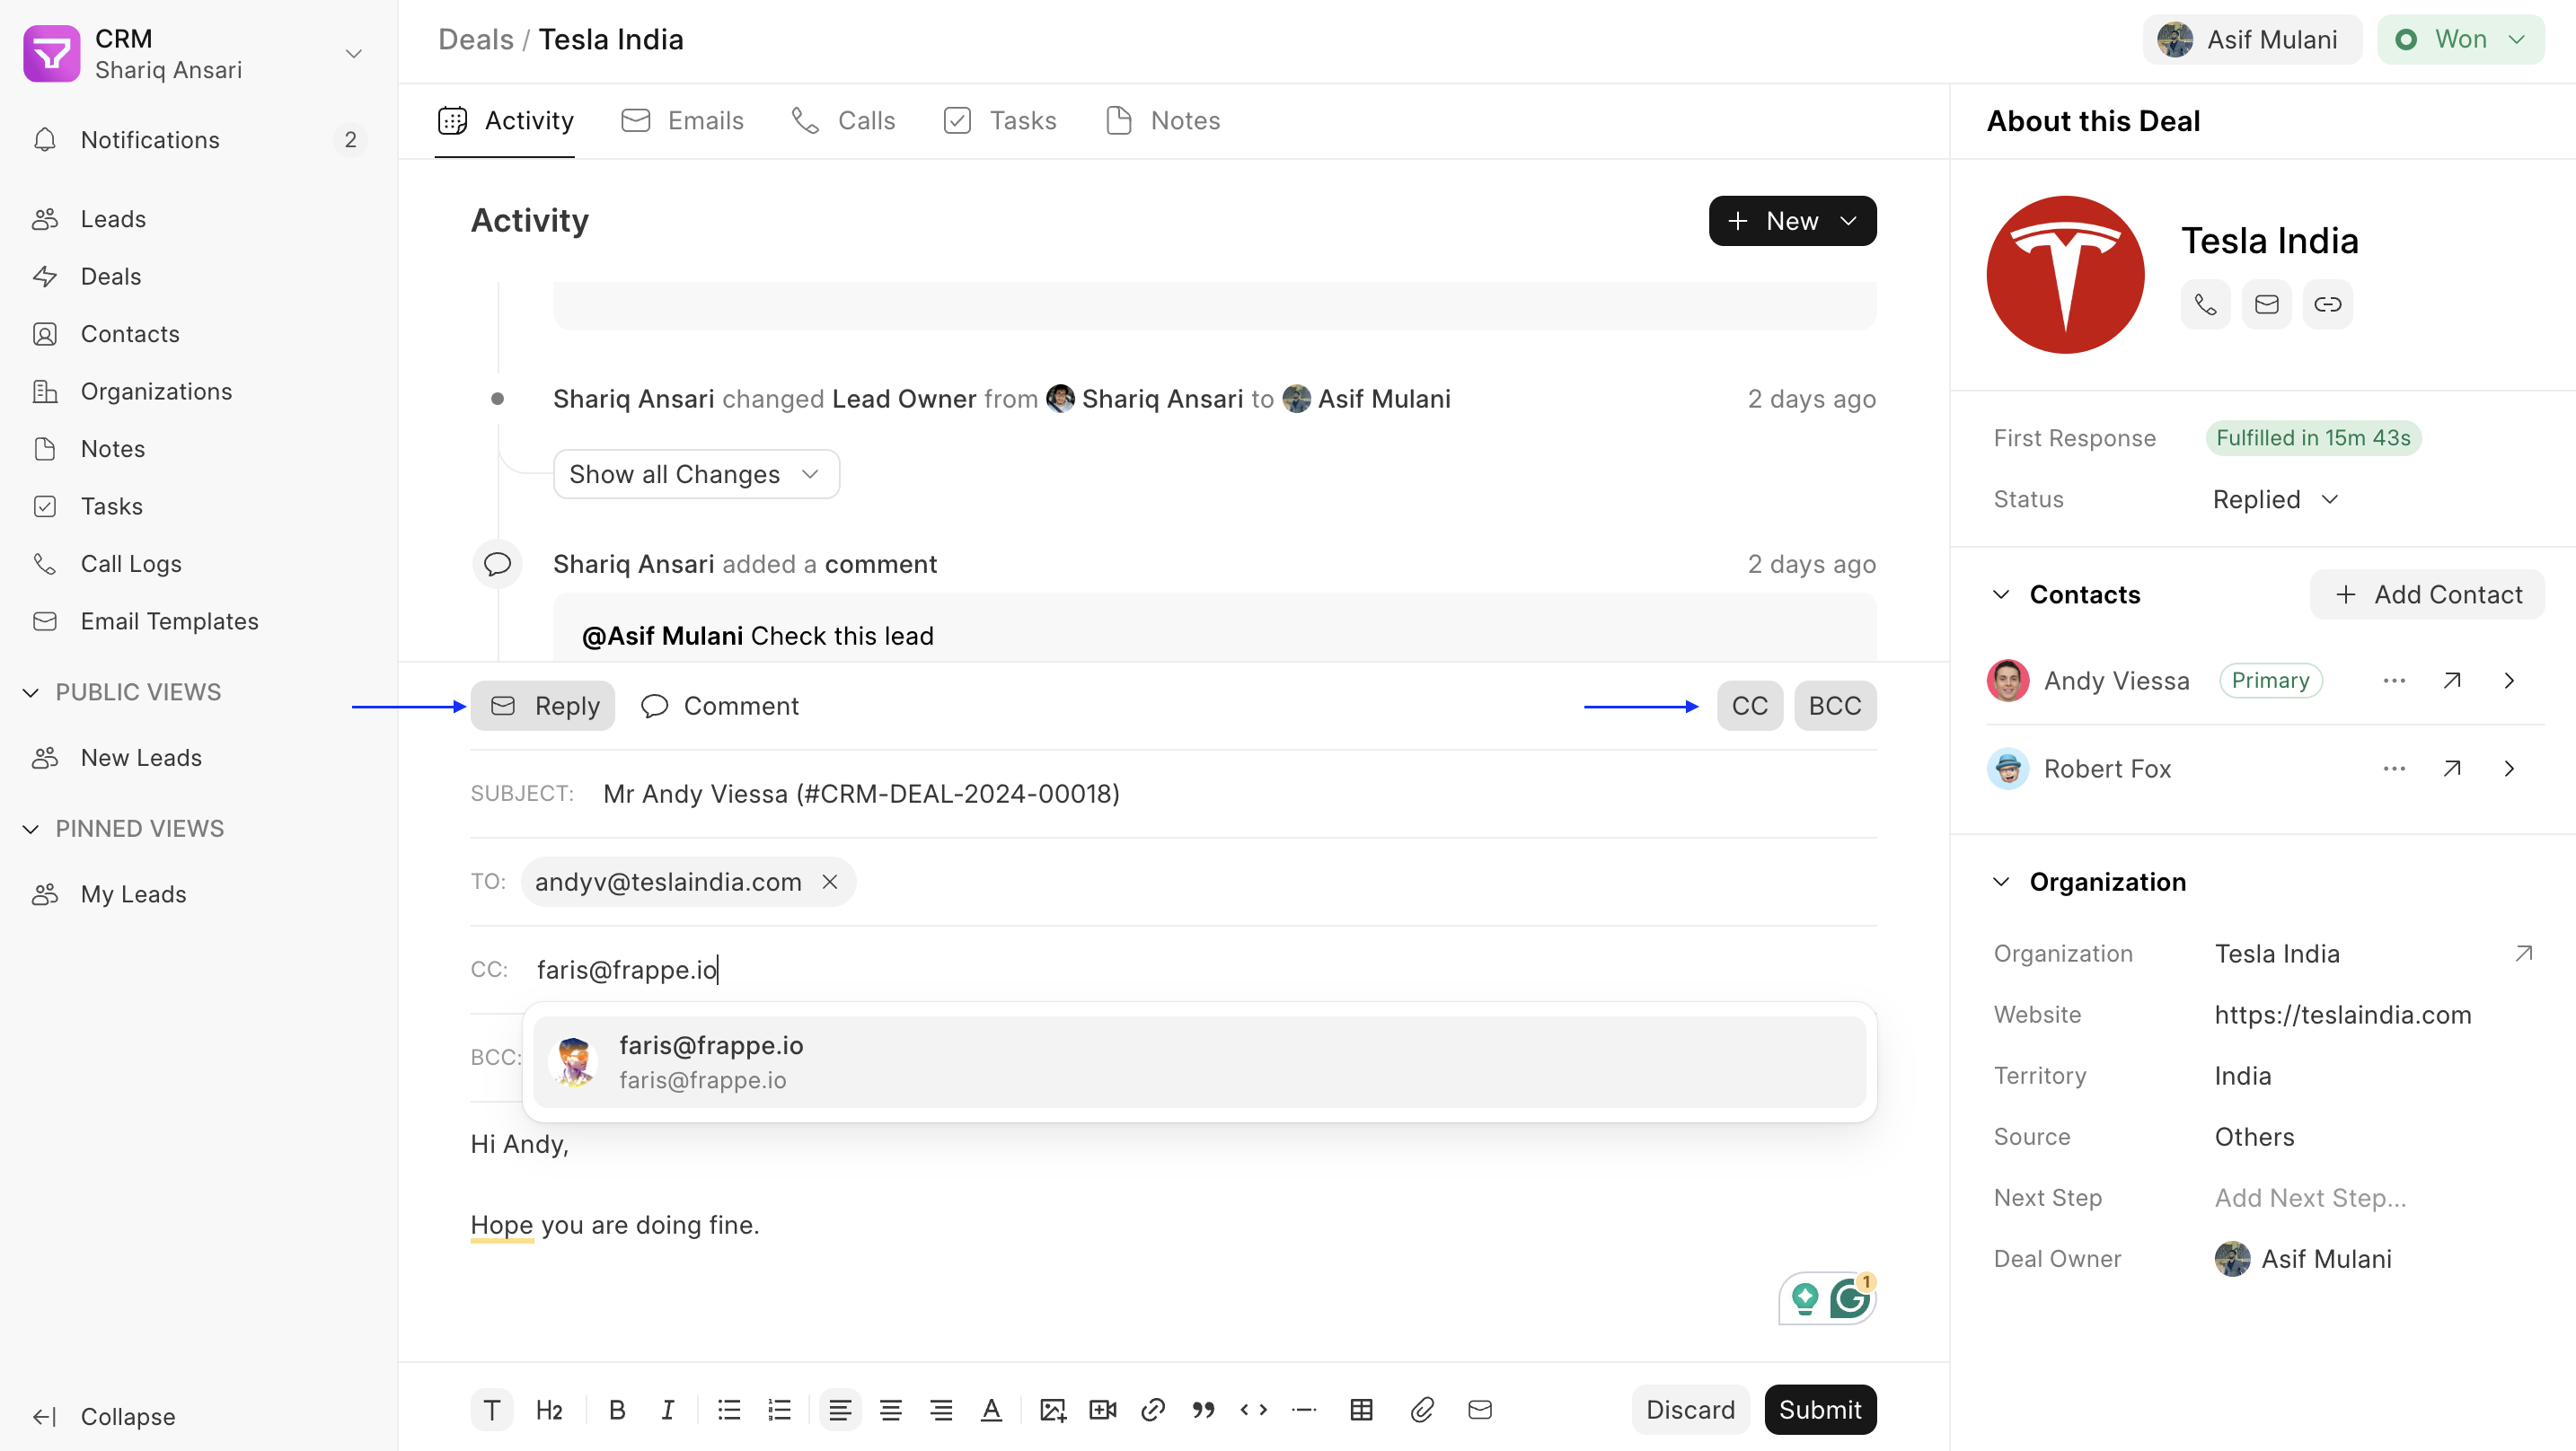 CRM
Shariq Ansari
Notifications 2
Leads
Deals
Contacts
Organizations
Notes
Tasks
Call Logs
Email Templates
PUBLIC VIEWS
New Leads
PINNED VIEWS
My Leads
Collapse
Deals / Tesla India
Asif Mulani
Won
Activity Emails Calls Tasks Notes
Activity
New
Shariq Ansari changed Lead Owner from Shariq Ansari to Asif Mulani 2 days ago
Show all Changes
Shariq Ansari added a comment 2 days ago
@Asif Mulani Check this lead
Reply Comment CC BCC
SUBJECT: Mr Andy Viessa (#CRM-DEAL-2024-00018)
TO: andyv@teslaindia.com
CC: faris@frappe.io
BCC:
faris@frappe.io
faris@frappe.io
Hi Andy,
Hope you are doing fine.
1
T H2 B I A
Discard Submit
About this Deal
Tesla India
First Response Fulfilled in 15m 43s
Status Replied
Contacts Add Contact
Andy Viessa Primary
Robert Fox
Organization
Organization Tesla India
Website https://teslaindia.com
Territory India
Source Others
Next Step Add Next Step...
Deal Owner Asif Mulani